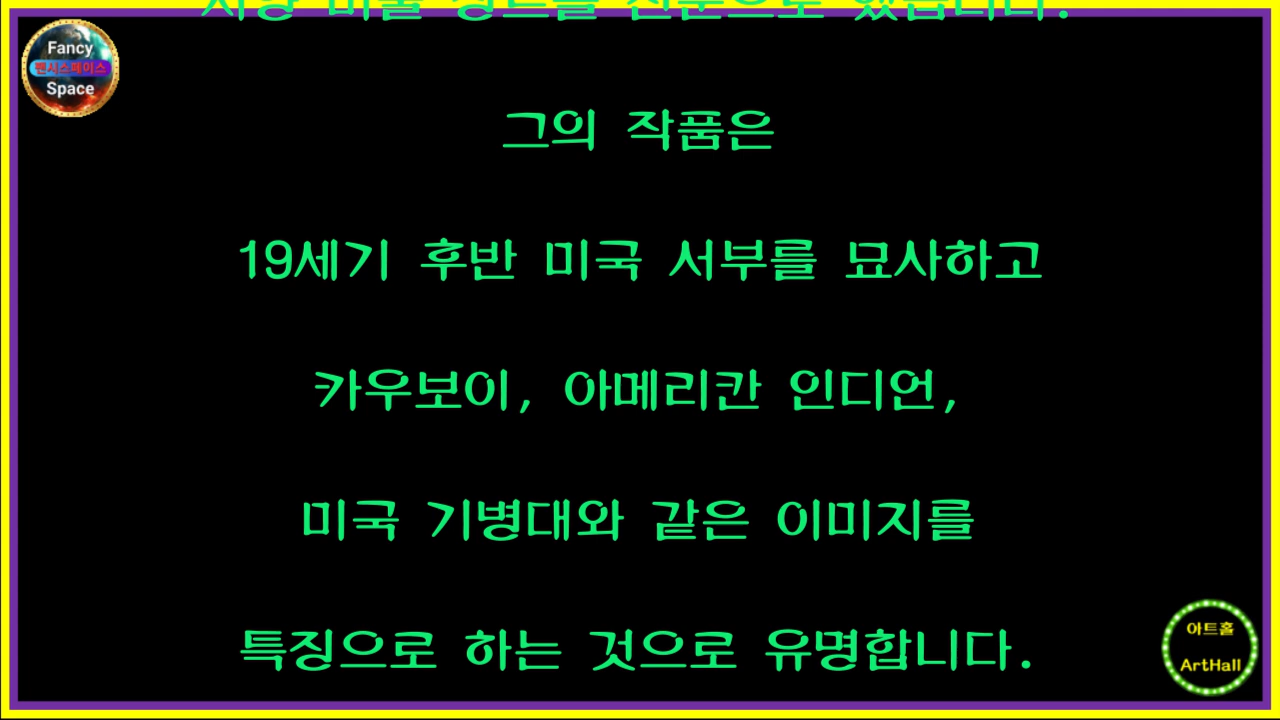 Fancy
팬시스페이스
Space
그의 작품은
19세기 후반 미국 서부를 묘사하고
카우보이, 아메리칸 인디언,
미국 기병대와 같은 이미지를
특징으로 하는 것으로 유명합니다.
아트홀
ArtHall